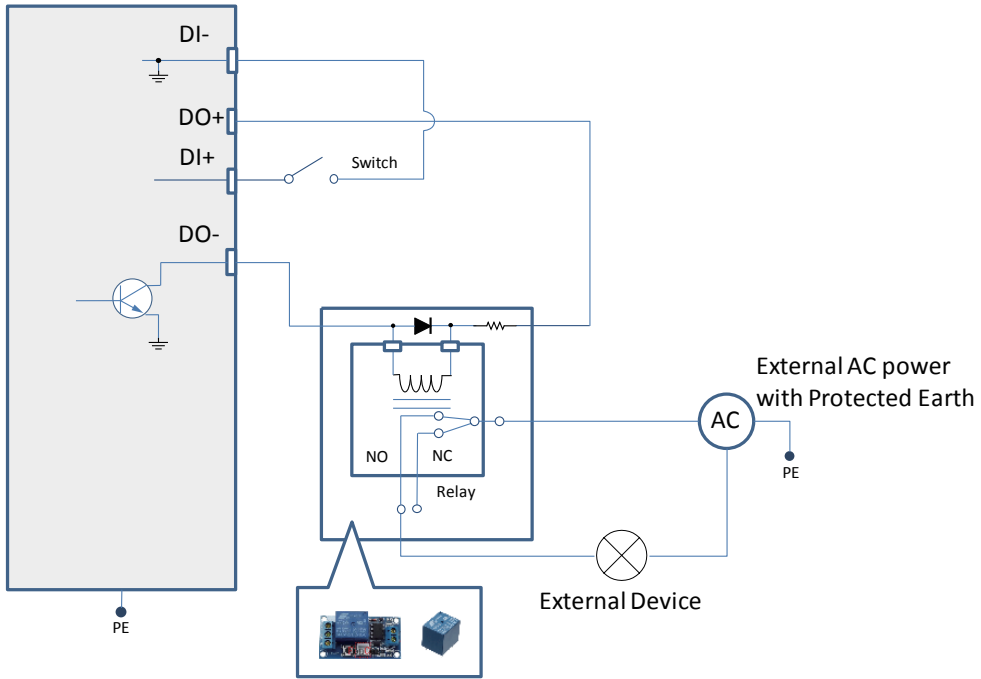 DI-
DO+
DI+
Switch
DO-
External AC power
with Protected Earth
AC
NO
NC
PE
Relay
External Device
PE